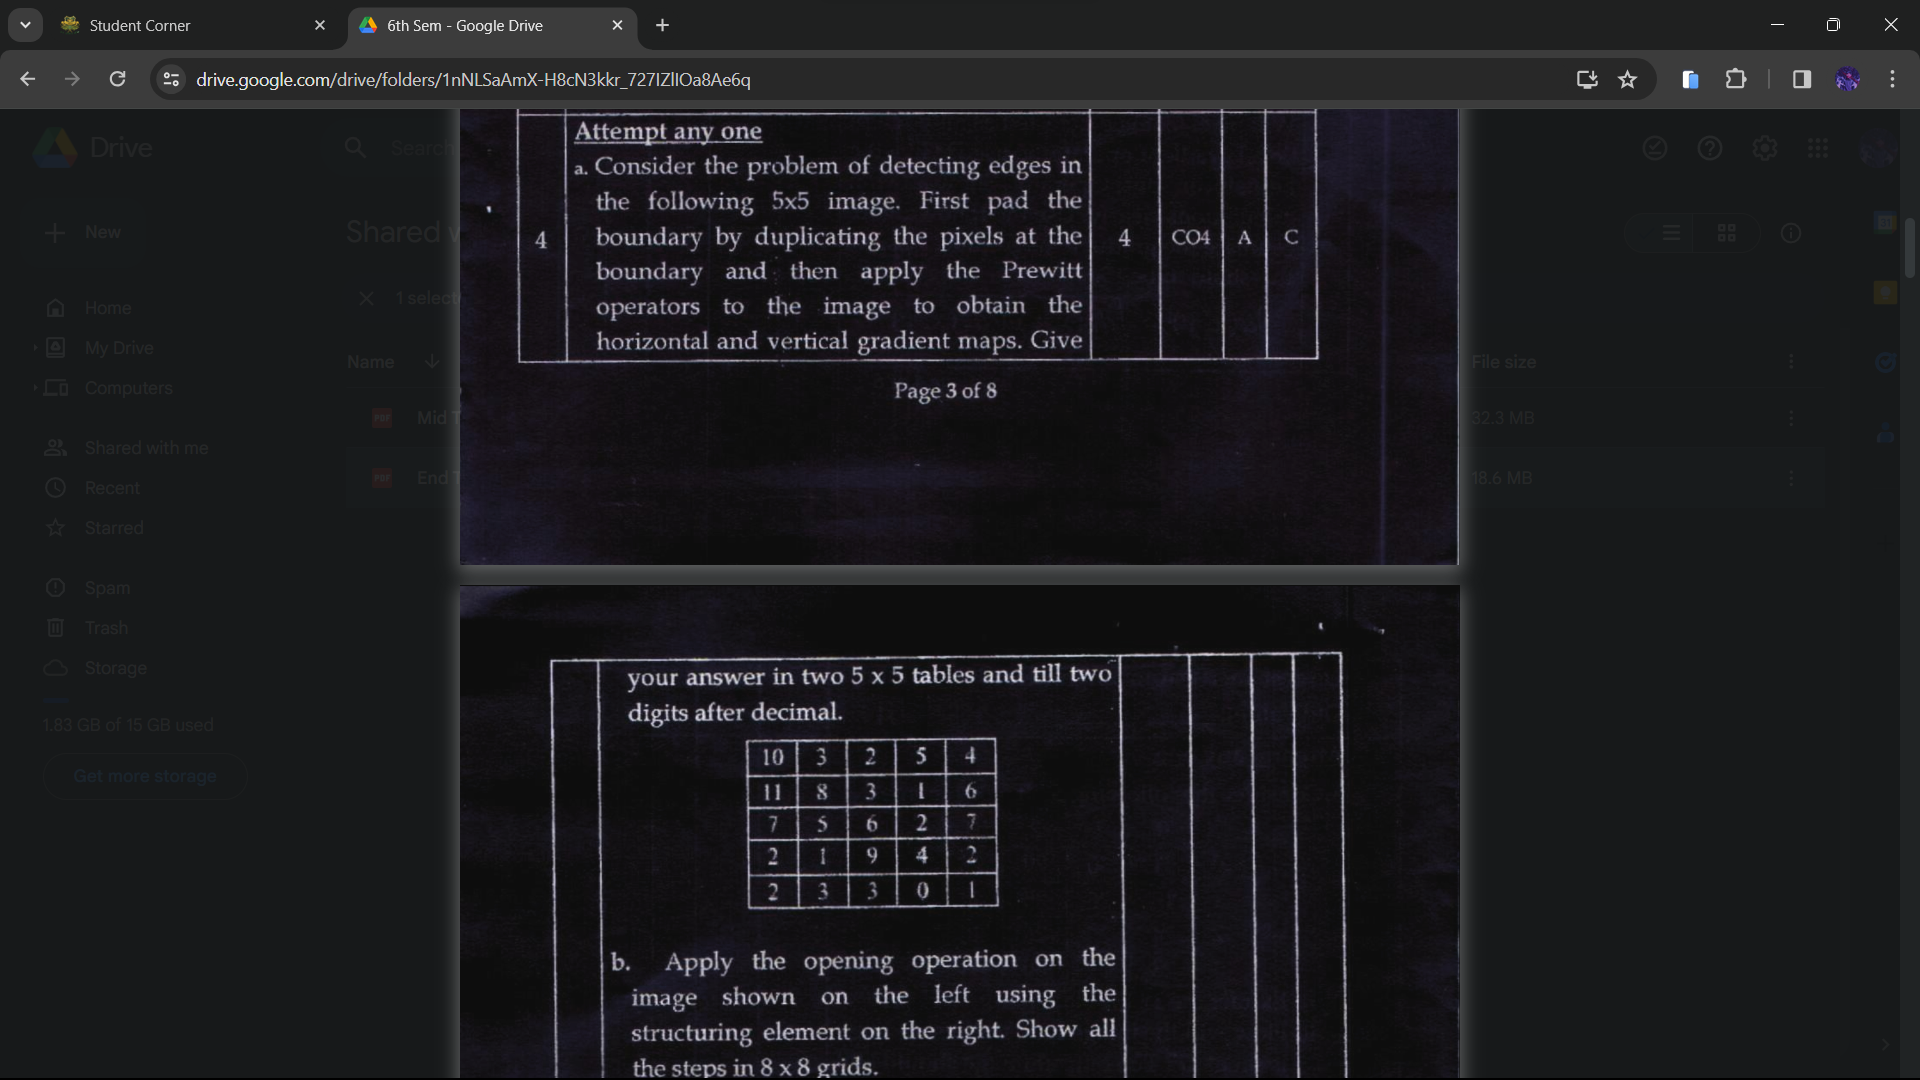 Student Corner
6th Sem - Google Drive
drive.google.com/drive/folders/1nNLSaAmX-H8cN3kkr_727IZlIOa8Ae6q
Drive
Search
New
Shared w
Home
My Drive
Computers
Shared with me
Recent
Starred
Spam
Trash
Storage
1.83 GB of 15 GB used
Get more storage
1 select
Name
File size
Mid T
32.3 MB
End T
18.6 MB
Attempt any one
a. Consider the problem of detecting edges in
the following 5x5 image. First pad the
4 boundary by duplicating the pixels at the 4 CO4 A C
boundary and then apply the Prewitt
operators to the image to obtain the
horizontal and vertical gradient maps. Give
Page 3 of 8
your answer in two 5 x 5 tables and till two
digits after decimal.
10 3 2 5 4
11 8 3 1 6
7 5 6 2 7
2 1 9 4 2
2 3 3 0 1
b. Apply the opening operation on the
image shown on the left using the
structuring element on the right. Show all
the steps in 8 x 8 grids.